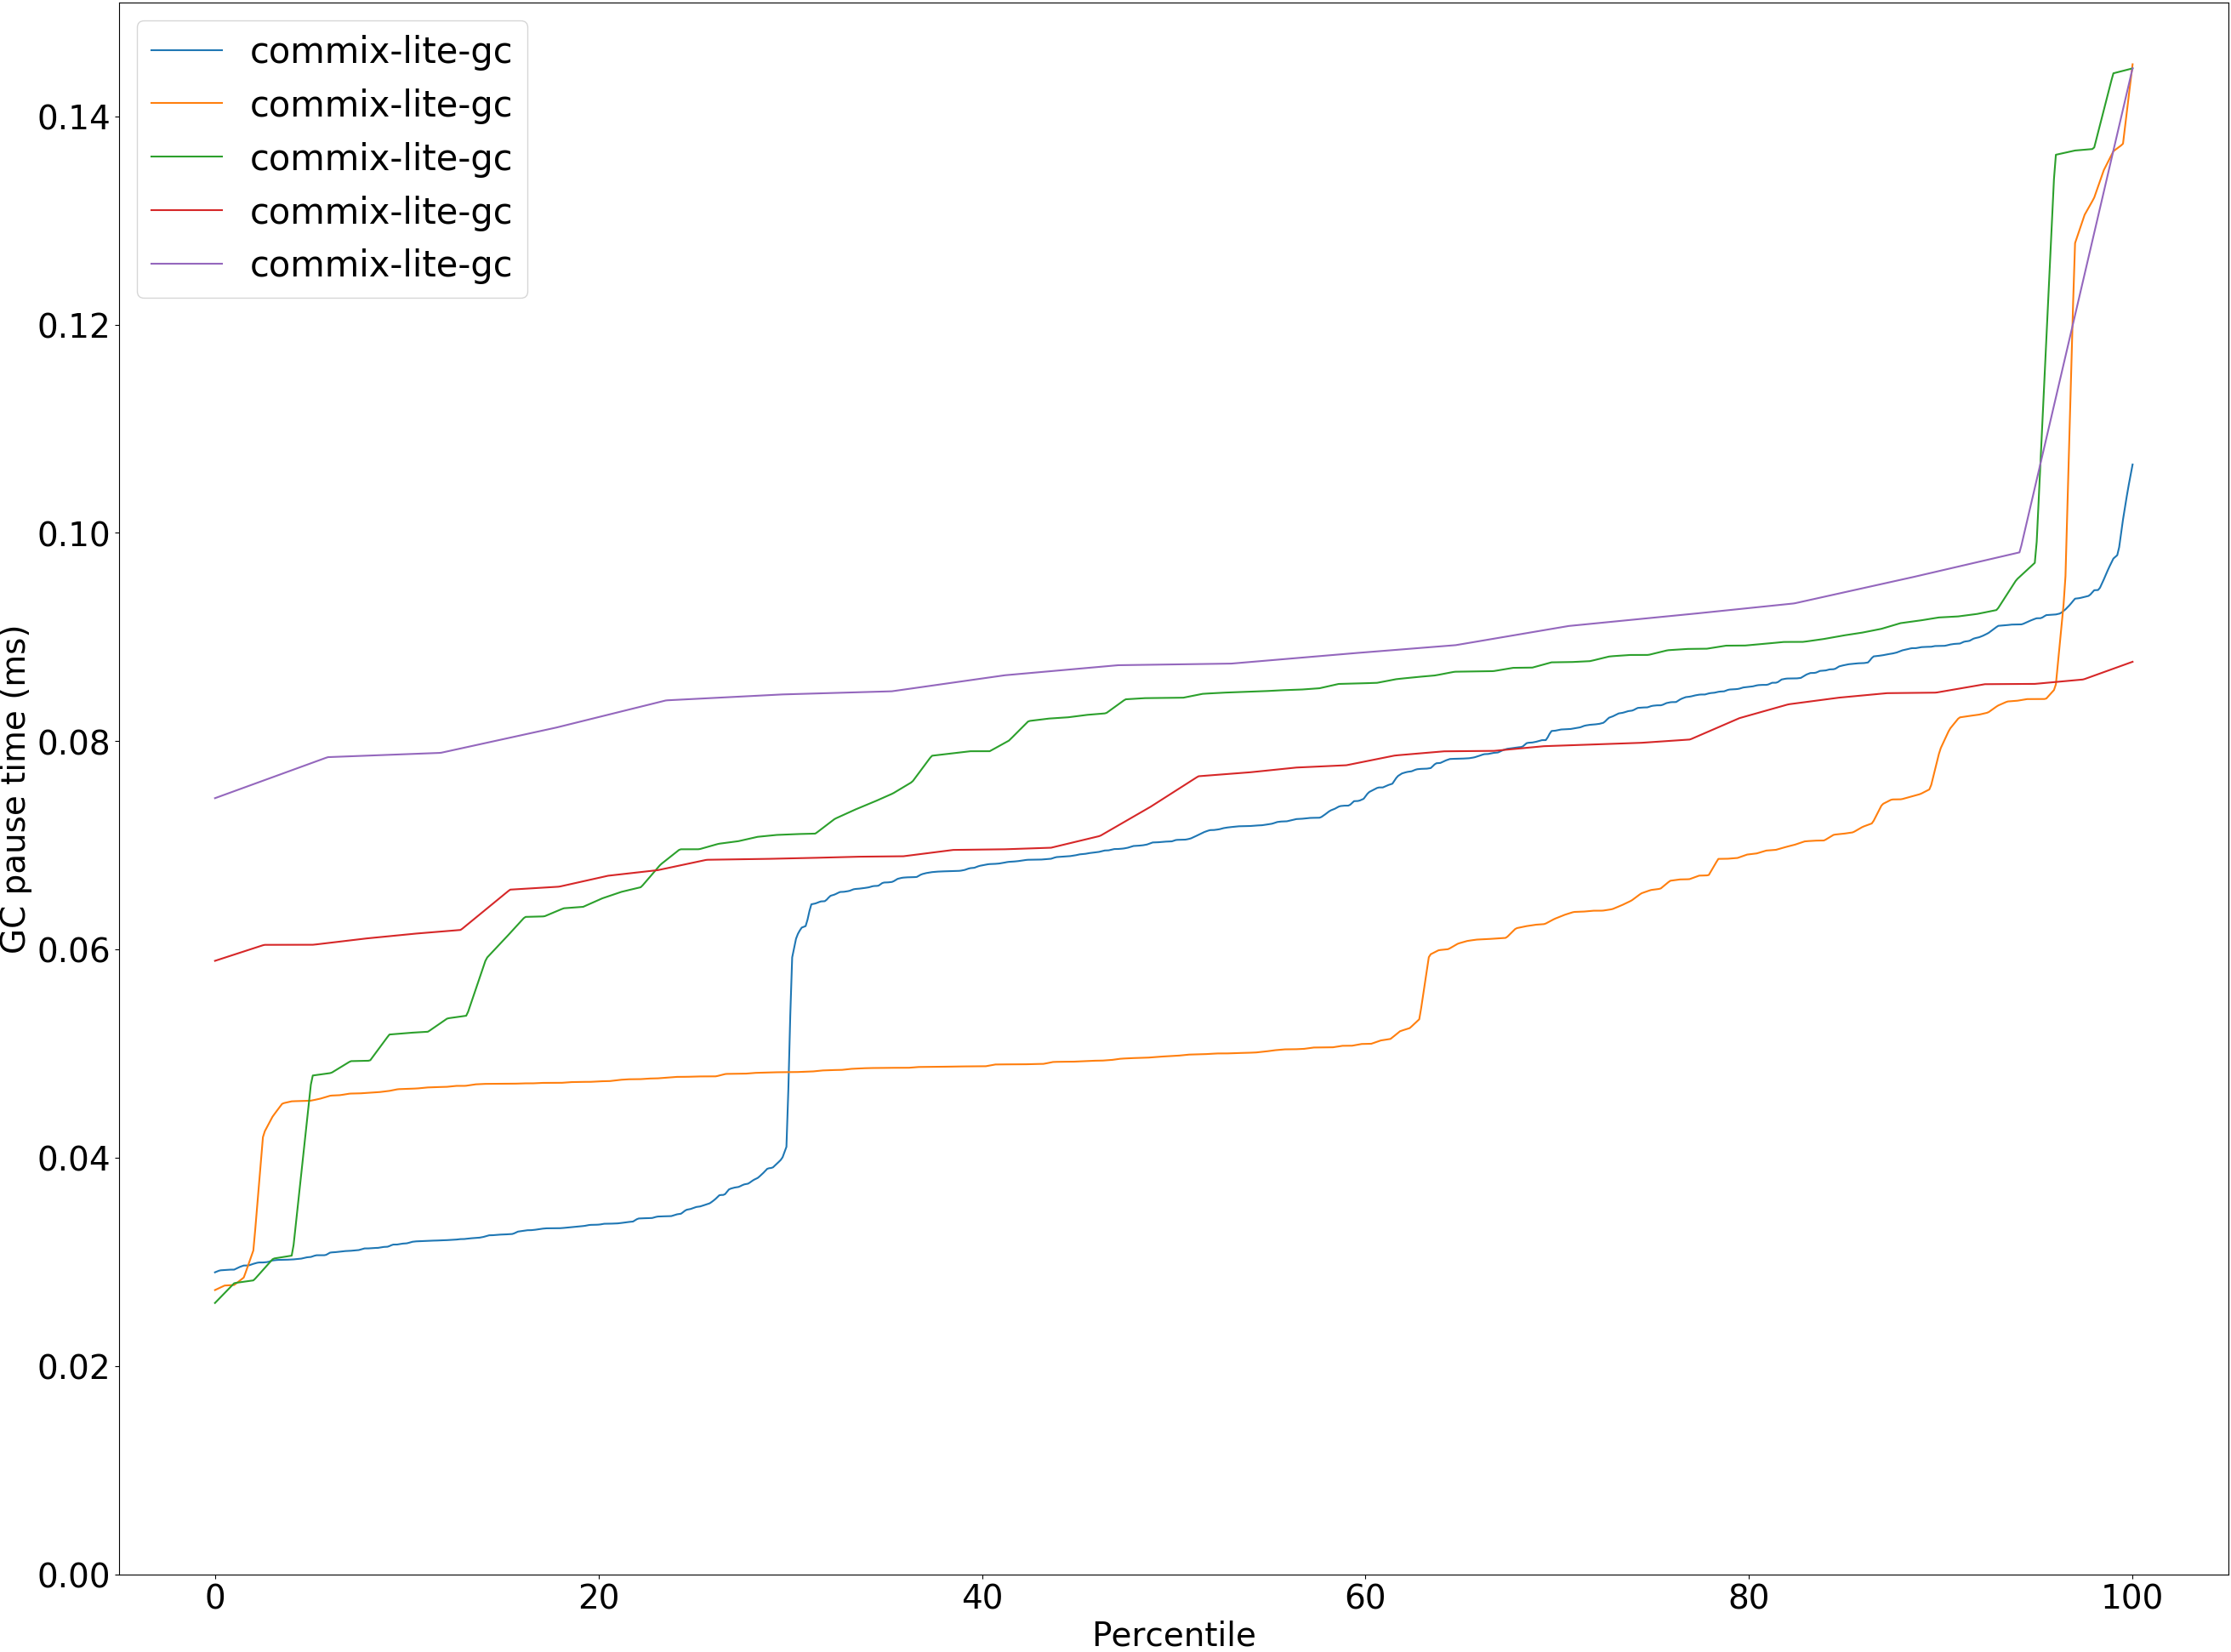 commix-lite-gc
commix-lite-gc
commix-lite-gc
commix-lite-gc
commix-lite-gc
0.14
0.12
0.10
0.08
0.06
0.04
0.02
0.00
GC pause time (ms)
0 20 40 60 80 100
Percentile